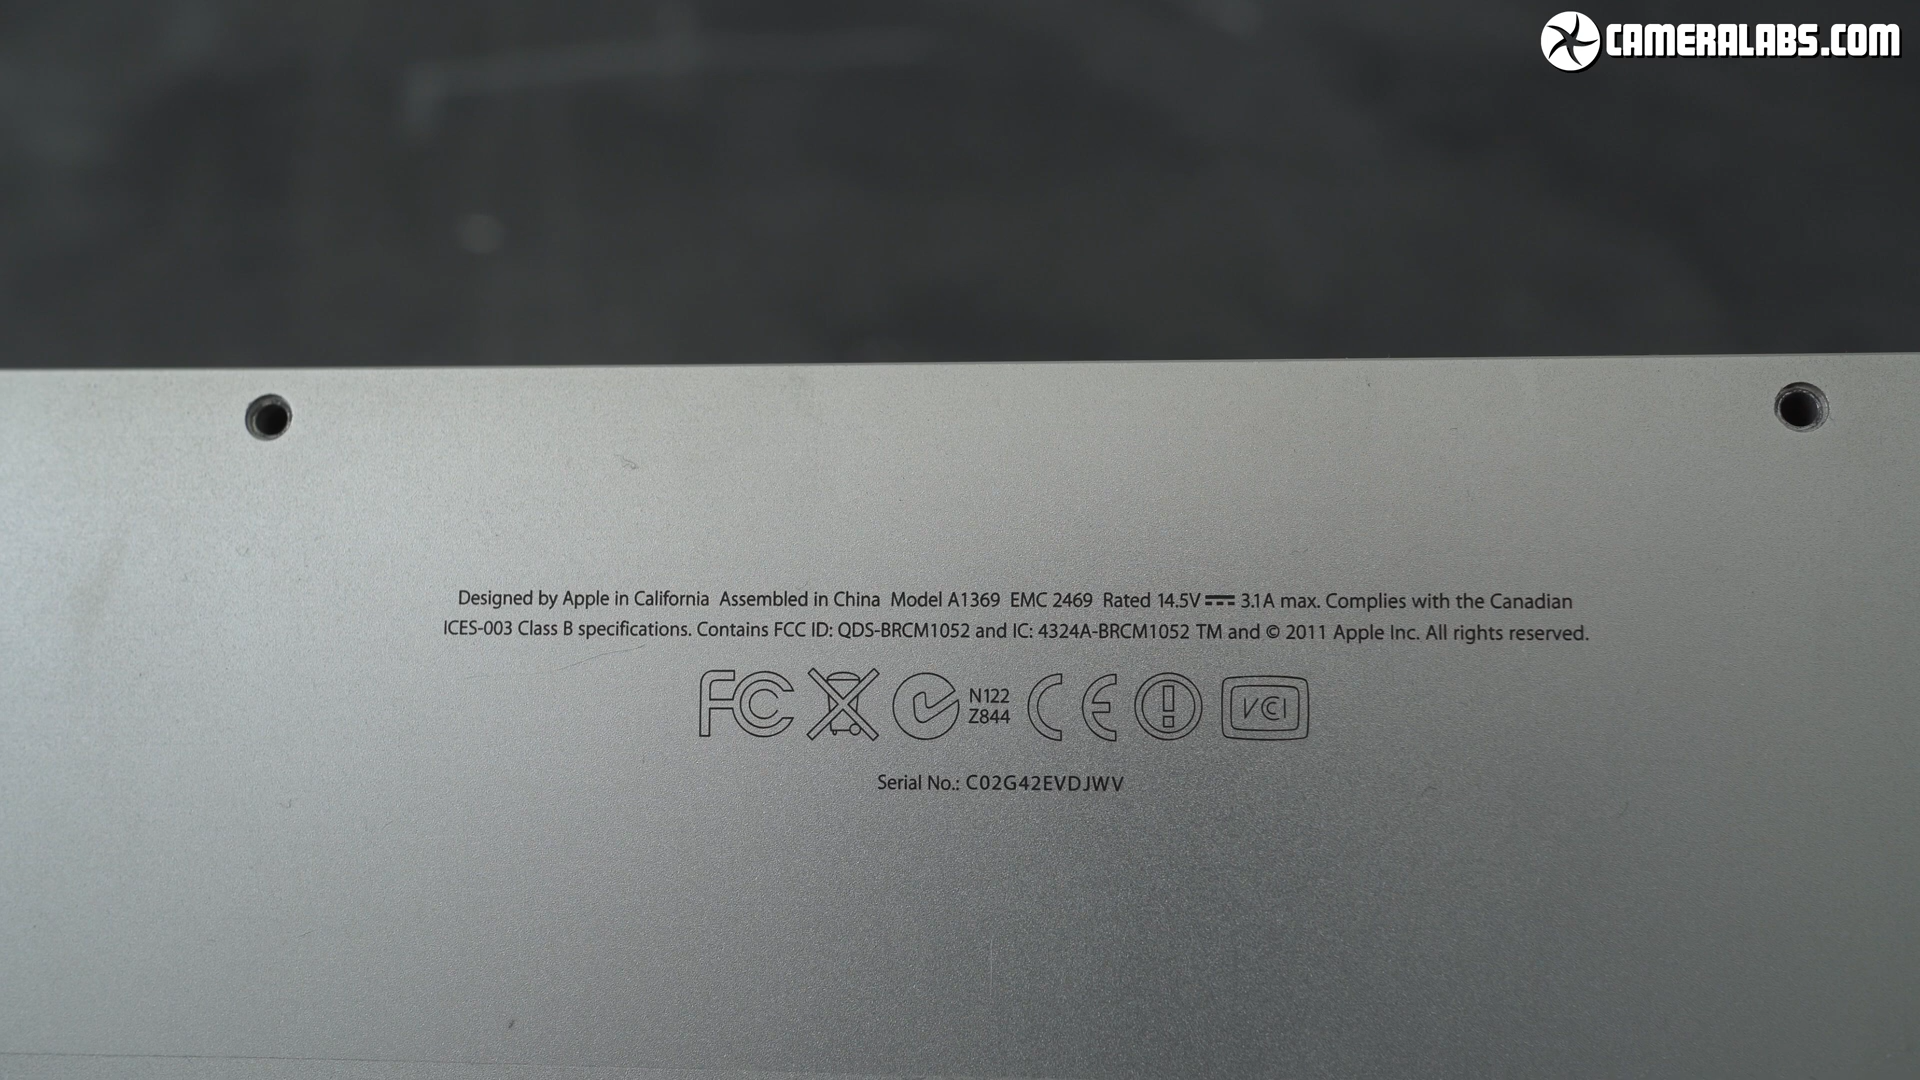 CAMERALABS.COM
Designed by Apple in California Assembled in China Model A1369 EMC 2469 Rated 14.5V⎓3.1A max. Complies with the Canadian
ICES-003 Class B specifications. Contains FCC ID: QDS-BRCM1052 and IC: 4324A-BRCM1052 TM and © 2011 Apple Inc. All rights reserved.
FC N122 CE VCI
Z844
Serial No.: C02G42EVDJWV